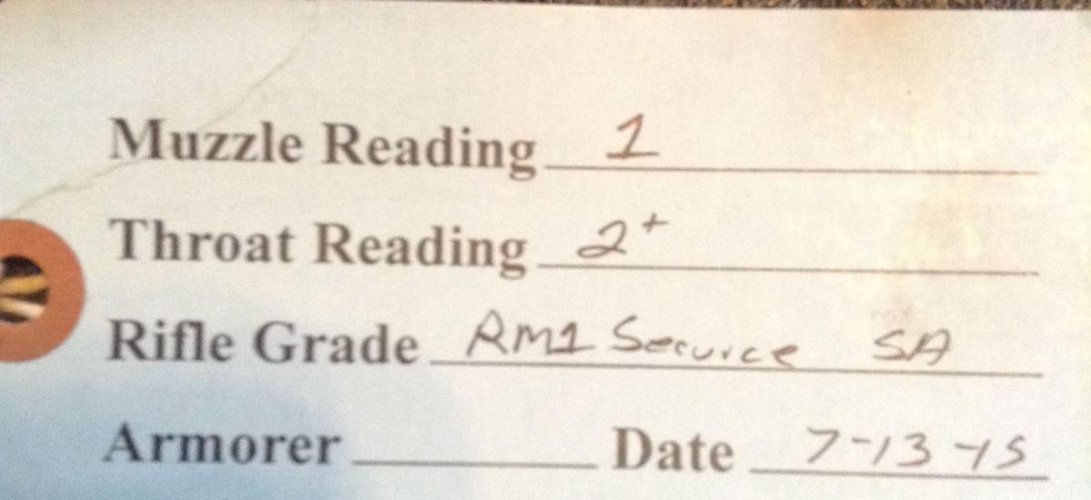 Muzzle Reading 1
Throat Reading 2+
Rifle Grade RM1 Service SA
Armorer Date 7-13-15